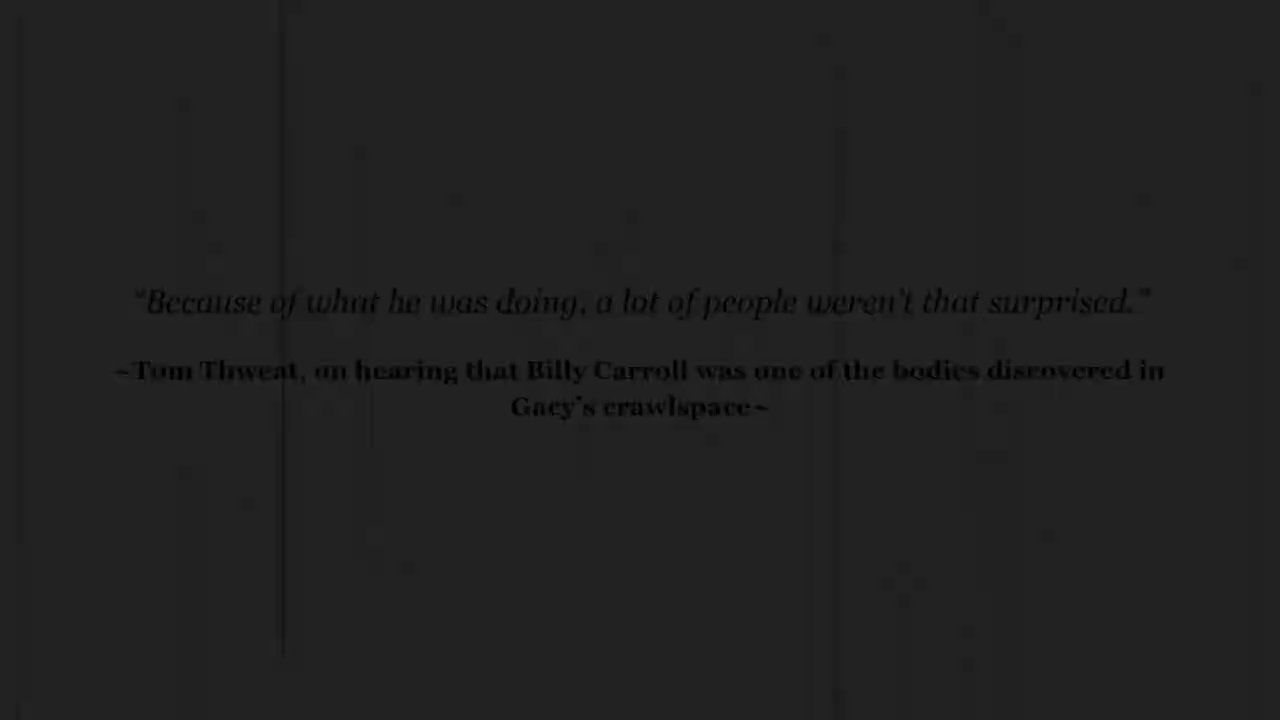 "Because of what he was doing, a lot of people weren't that surprised."
~Tom Thweat, on hearing that Billy Carroll was one of the bodies discovered in
Gacy's crawlspace~